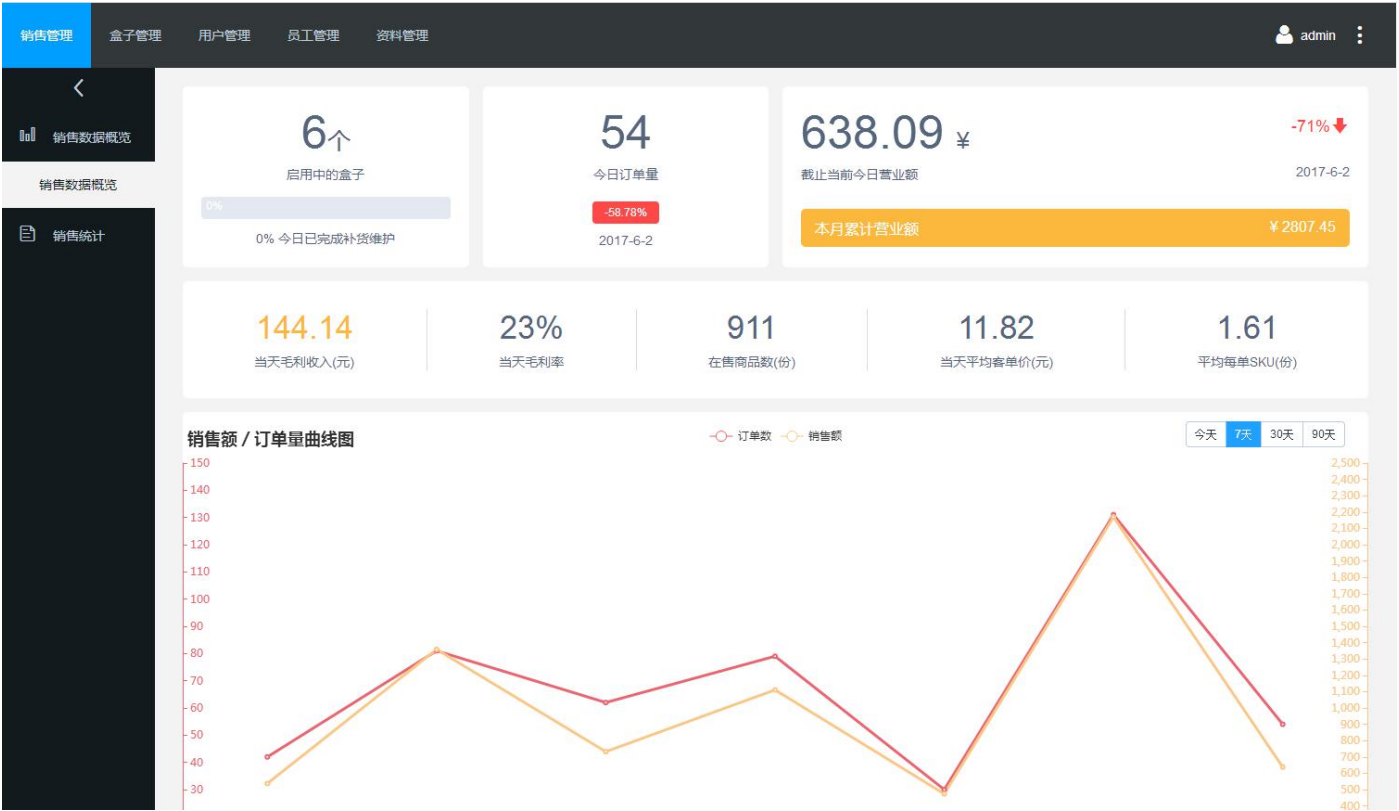 销售管理 盒子管理 用户管理 员工管理 资料管理 admin
销售数据概览
销售数据概览
销售统计
6个
启用中的盒子
0%
0% 今日已完成补货维护
54
今日订单量
-58.78%
2017-6-2
638.09 ¥
-71%
截止当前今日营业额
2017-6-2
本月累计营业额 ¥ 2807.45
144.14
当天毛利收入(元)
23%
当天毛利率
911
在售商品数(份)
11.82
当天平均客单价(元)
1.61
平均每单SKU(份)
销售额 / 订单量曲线图
订单数 销售额
今天 7天 30天 90天
150
140
130
120
110
100
90
80
70
60
50
40
30
2,500
2,400
2,300
2,200
2,100
2,000
1,900
1,800
1,700
1,600
1,500
1,400
1,300
1,200
1,100
1,000
900
800
700
600
500
400